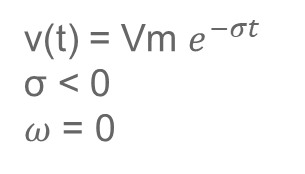 v(t) = Vm e^{−σt}
σ < 0
ω = 0